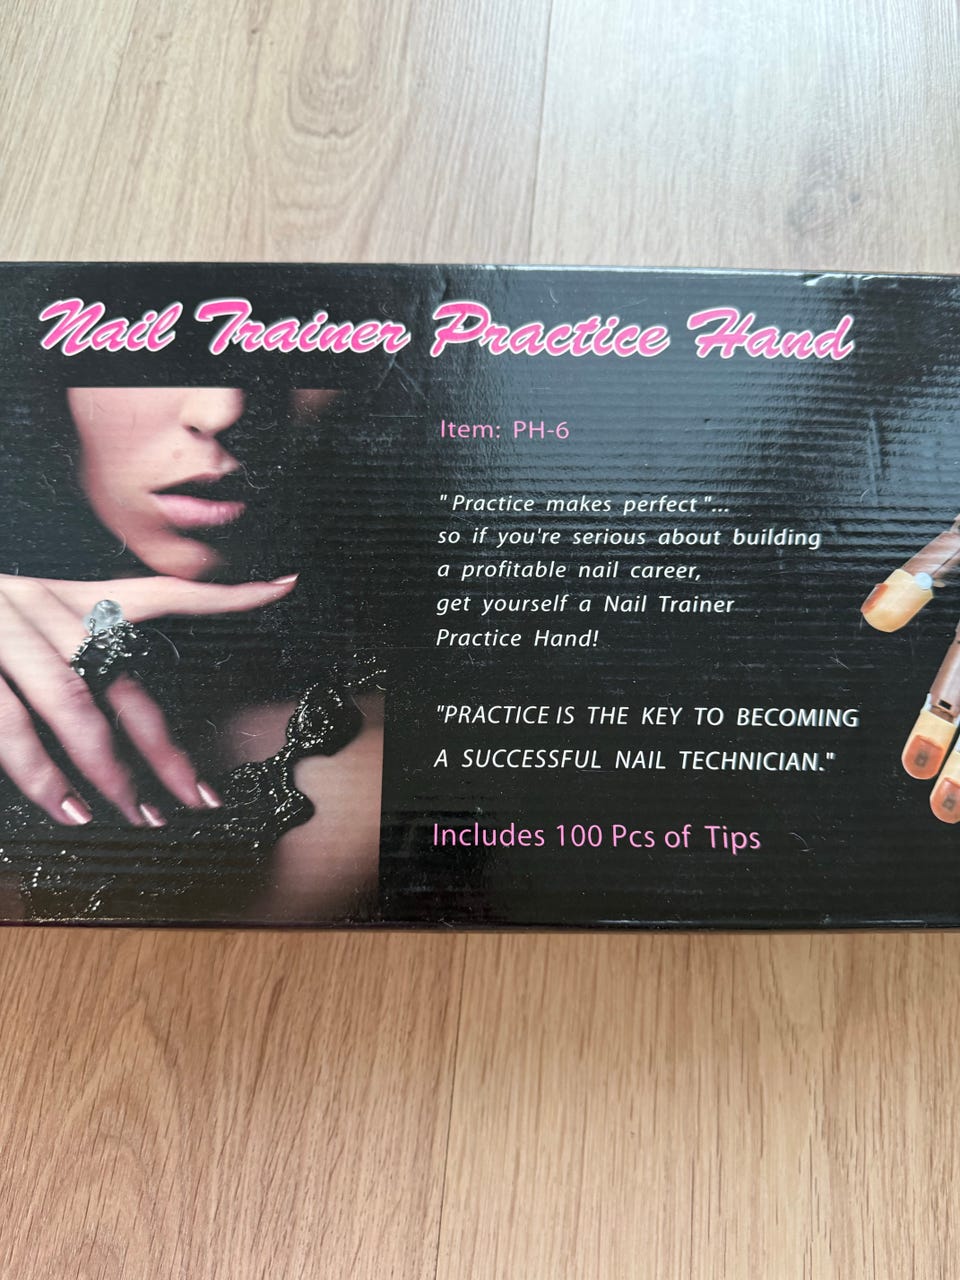 Nail Trainer Practice Hand
Item: PH-6
"Practice makes perfect"...
so if you're serious about building
a profitable nail career,
get yourself a Nail Trainer
Practice Hand!
"PRACTICE IS THE KEY TO BECOMING
A SUCCESSFUL NAIL TECHNICIAN."
Includes 100 Pcs of Tips